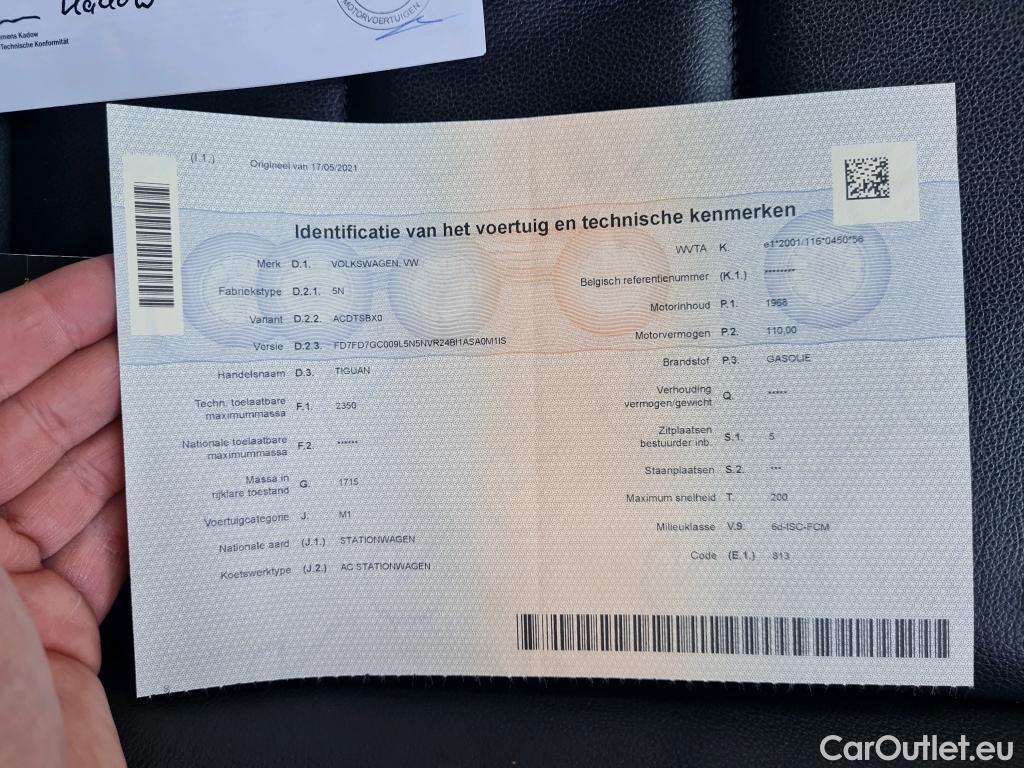 Kadow
MOTORVOERTUIGEN
mens Kadow
Technische Konformität
(I.1.) Origineel van 17/05/2021
Identificatie van het voertuig en technische kenmerken
Merk D.1. VOLKSWAGEN, VW
Fabriekstype D.2.1. 5N
Variant D.2.2. ACDTSBX0
Versie D.2.3. FD7FD7GC009L5N5NVR24BI1ASA0M1IS
Handelsnaam D.3. TIGUAN
Techn. toelaatbare
maximummassa F.1. 2350
Nationale toelaatbare
maximummassa F.2. ******
Massa in
rijklare toestand G. 1715
Voertuigcategorie J. M1
Nationale aard (J.1.) STATIONWAGEN
Koetswerktype (J.2.) AC STATIONWAGEN
WVTA K. e1*2001/116*0450*56
Belgisch referentienummer (K.1.) ********
Motorinhoud P.1. 1968
Motorvermogen P.2. 110,00
Brandstof P.3. GASOLIE
Verhouding
vermogen/gewicht Q. *****
Zitplaatsen
bestuurder inb. S.1. 5
Staanplaatsen S.2. ***
Maximum snelheid T. 200
Milieuklasse V.9. 6d-ISC-FCM
Code (E.1.) 813
CarOutlet.eu